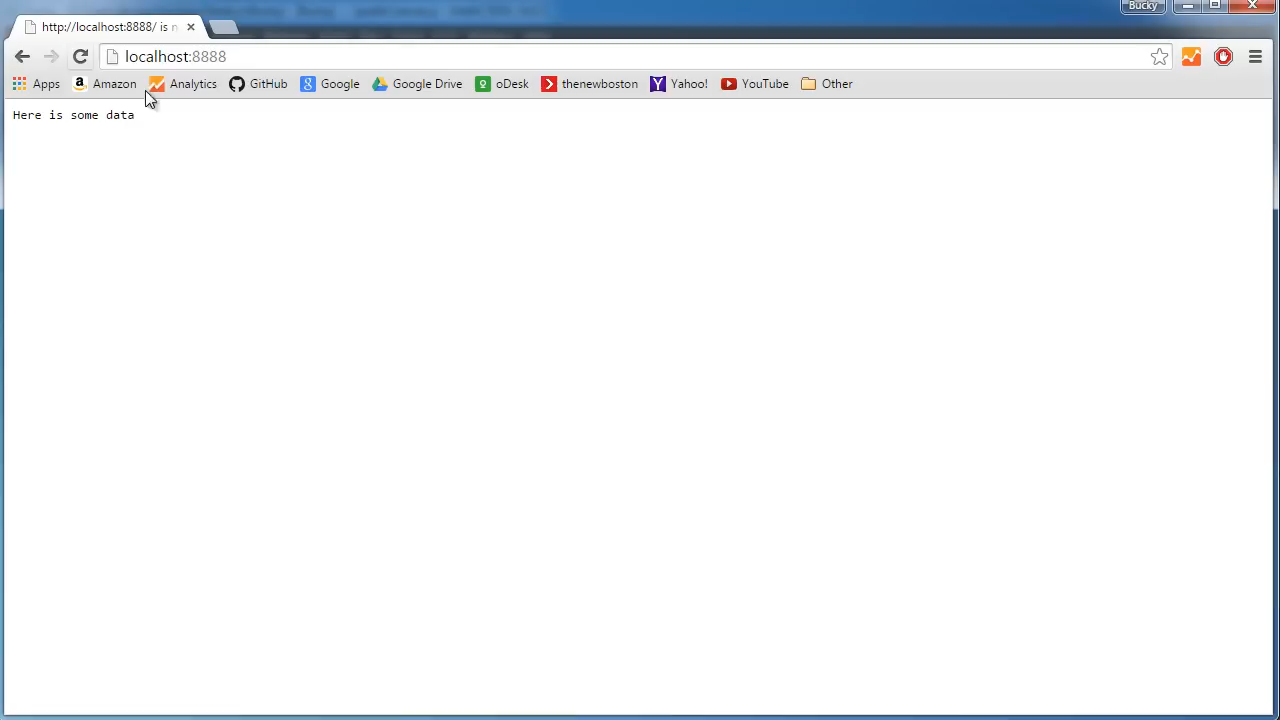 Bucky
http://localhost:8888/ is n
localhost:8888
Apps Amazon Analytics GitHub Google Google Drive oDesk thenewboston Yahoo! YouTube Other
Here is some data